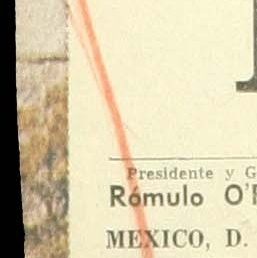 Presidente y G
Rómulo O'
MEXICO, D.